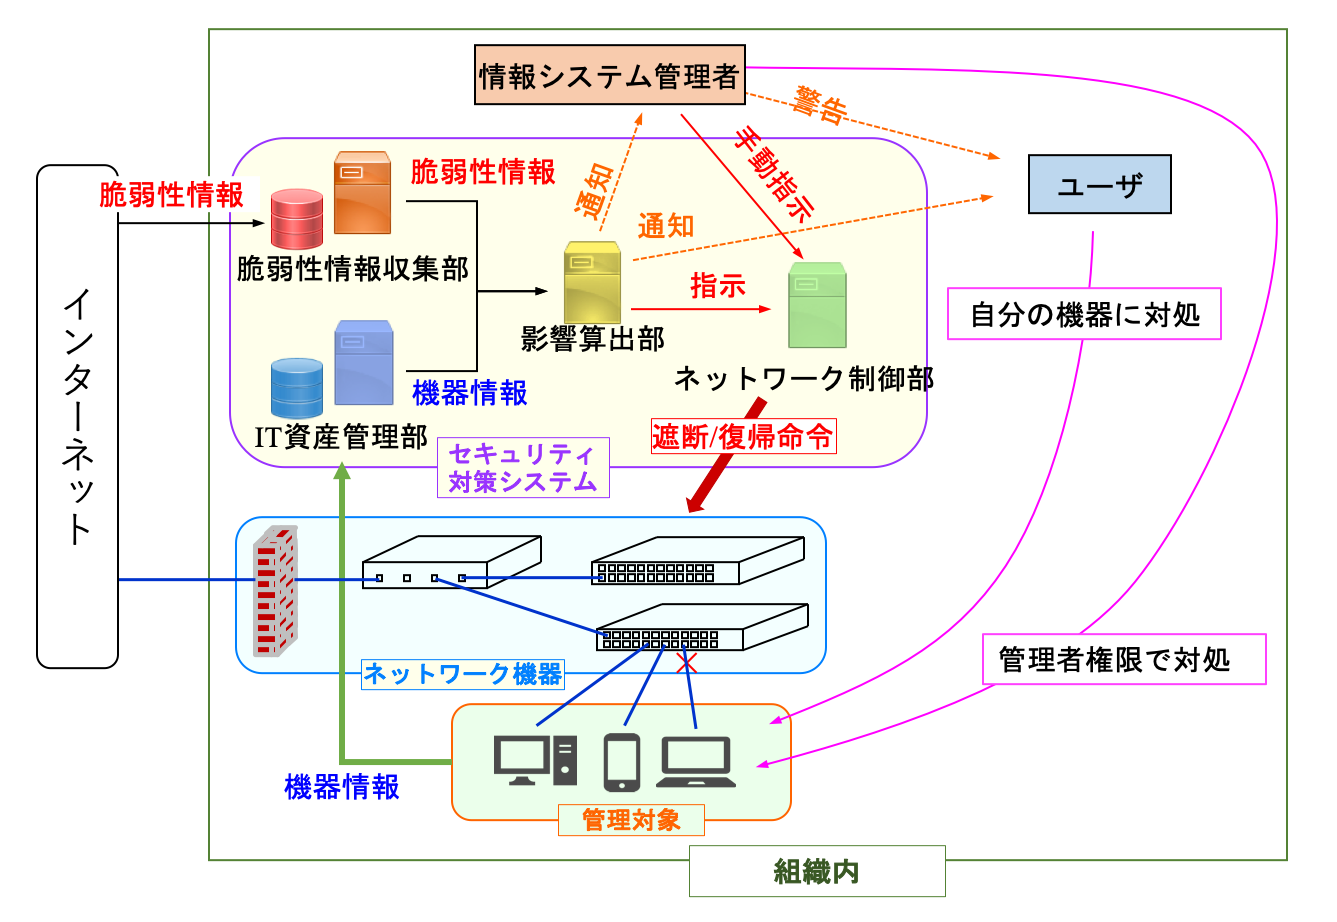 情報システム管理者
警告
脆弱性情報
脆弱性情報
手動指示
ユーザ
通知
通知
脆弱性情報収集部
指示
自分の機器に対処
インターネット
影響算出部
機器情報
ネットワーク制御部
IT資産管理部
遮断/復帰命令
セキュリティ
対策システム
ネットワーク機器
管理者権限で対処
機器情報
管理対象
組織内